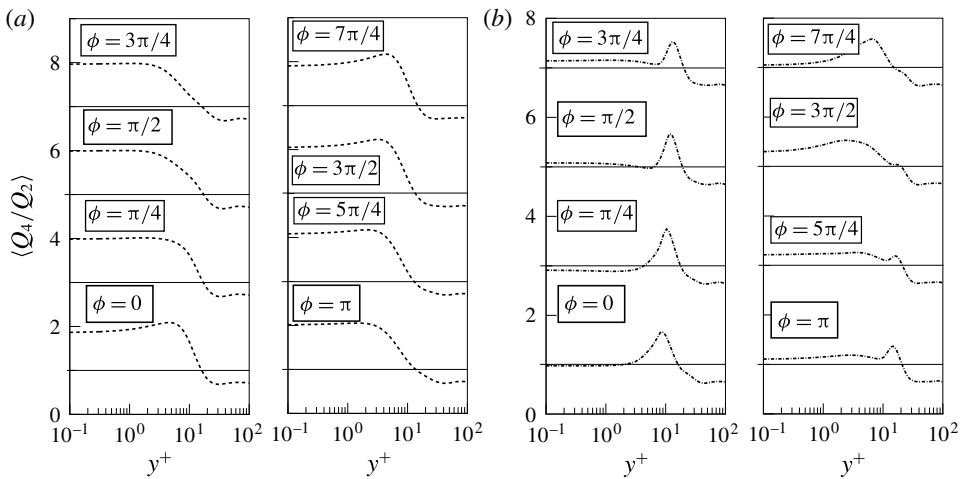 (a)
(b)
⟨Q4/Q2⟩
8
6
4
2
0
ϕ = 3π/4
ϕ = π/2
ϕ = π/4
ϕ = 0
10⁻¹ 10⁰ 10¹ 10²
y⁺
ϕ = 7π/4
ϕ = 3π/2
ϕ = 5π/4
ϕ = π
10⁻¹ 10⁰ 10¹ 10²
y⁺
8
6
4
2
0
ϕ = 3π/4
ϕ = π/2
ϕ = π/4
ϕ = 0
10⁻¹ 10⁰ 10¹ 10²
y⁺
ϕ = 7π/4
ϕ = 3π/2
ϕ = 5π/4
ϕ = π
10⁻¹ 10⁰ 10¹ 10²
y⁺